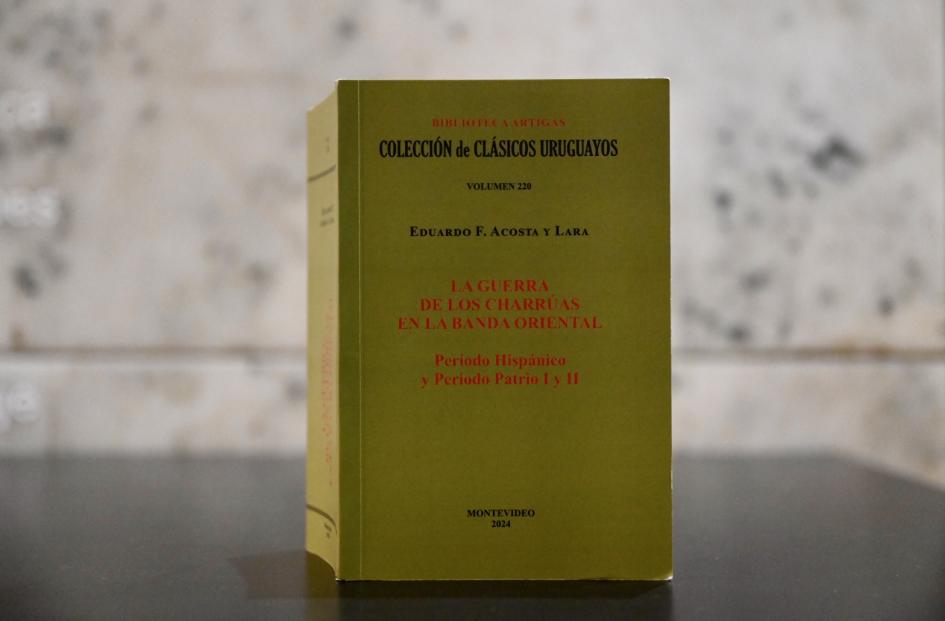 BIBLIOTECA ARTIGAS
COLECCIÓN de CLÁSICOS URUGUAYOS
VOLUMEN 220
EDUARDO F. ACOSTA Y LARA
LA GUERRA
DE LOS CHARRÚAS
EN LA BANDA ORIENTAL
Período Hispánico
y Período Patrio I y II
MONTEVIDEO
2024